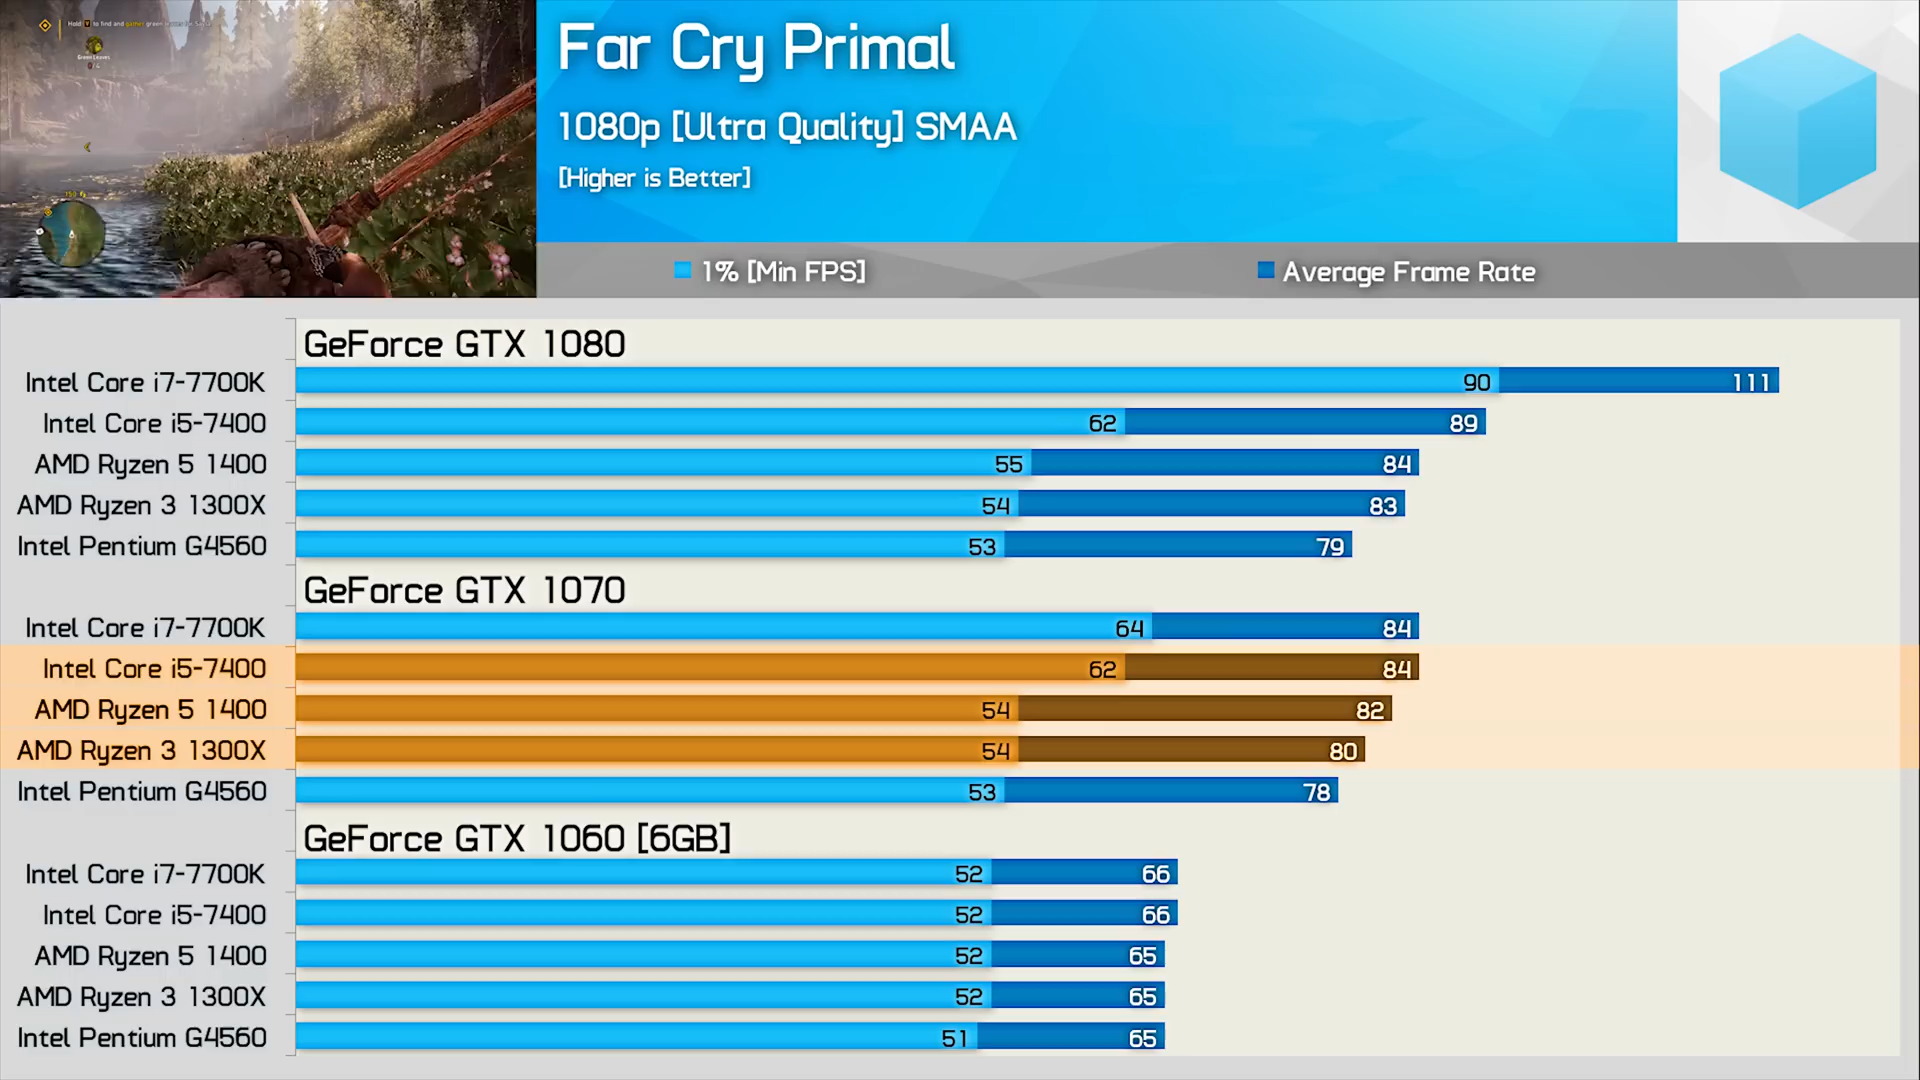 Far Cry Primal
1080p [Ultra Quality] SMAA
[Higher is Better]
1% [Min FPS]
Average Frame Rate
Green Leaves
GeForce GTX 1080
Intel Core i7-7700K 90 111
Intel Core i5-7400 62 89
AMD Ryzen 5 1400 55 84
AMD Ryzen 3 1300X 54 83
Intel Pentium G4560 53 79
GeForce GTX 1070
Intel Core i7-7700K 64 84
Intel Core i5-7400 62 84
AMD Ryzen 5 1400 54 82
AMD Ryzen 3 1300X 54 80
Intel Pentium G4560 53 78
GeForce GTX 1060 [6GB]
Intel Core i7-7700K 52 66
Intel Core i5-7400 52 66
AMD Ryzen 5 1400 52 65
AMD Ryzen 3 1300X 52 65
Intel Pentium G4560 51 65